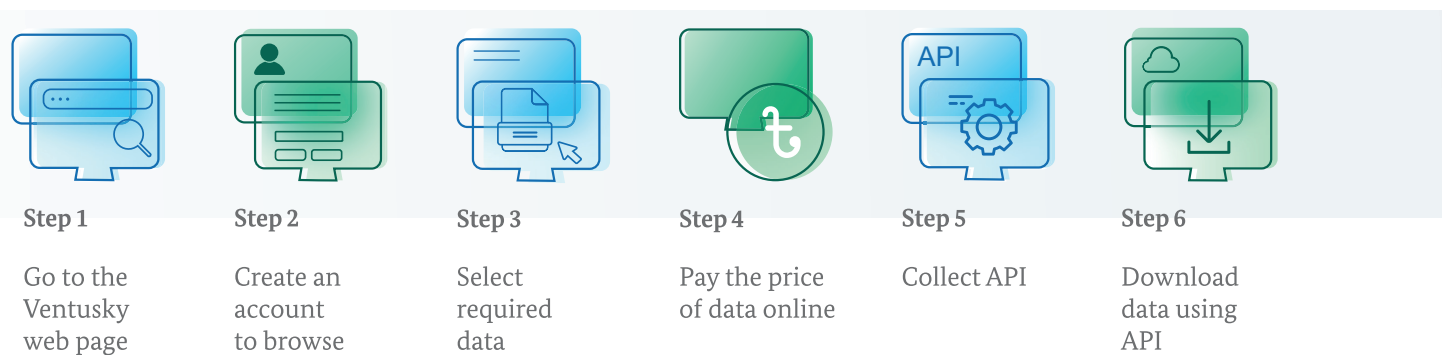 API
৳
Step 1
Go to the
Ventusky
web page
Step 2
Create an
account
to browse
Step 3
Select
required
data
Step 4
Pay the price
of data online
Step 5
Collect API
Step 6
Download
data using
API